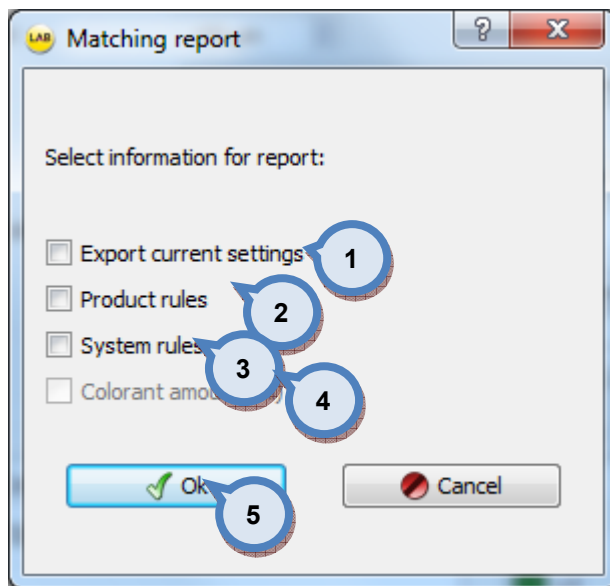 LAB Matching report
Select information for report:
Export current settings
1
Product rules
2
System rules
3
Colorant
4
Ok
Cancel
5